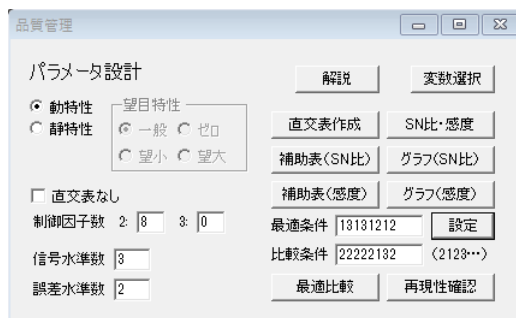 品質管理
パラメータ設計
解説 変数選択
動特性 望目特性
静特性 一般 ゼロ
望小 望大
直交表作成 SN比・感度
補助表(SN比) グラフ(SN比)
直交表なし 補助表(感度) グラフ(感度)
制御因子数 2: 8 3: 0
最適条件 13131212 設定
信号水準数 3
比較条件 22222132 (2123…)
誤差水準数 2
最適比較 再現性確認